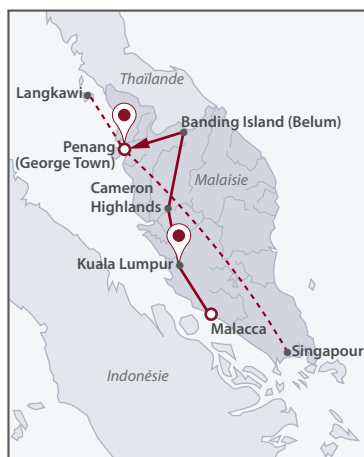 Thaïlande
Langkawi
Banding Island (Belum)
Penang
(George Town)
Malaisie
Cameron
Highlands
Kuala Lumpur
Malacca
Singapour
Indonésie